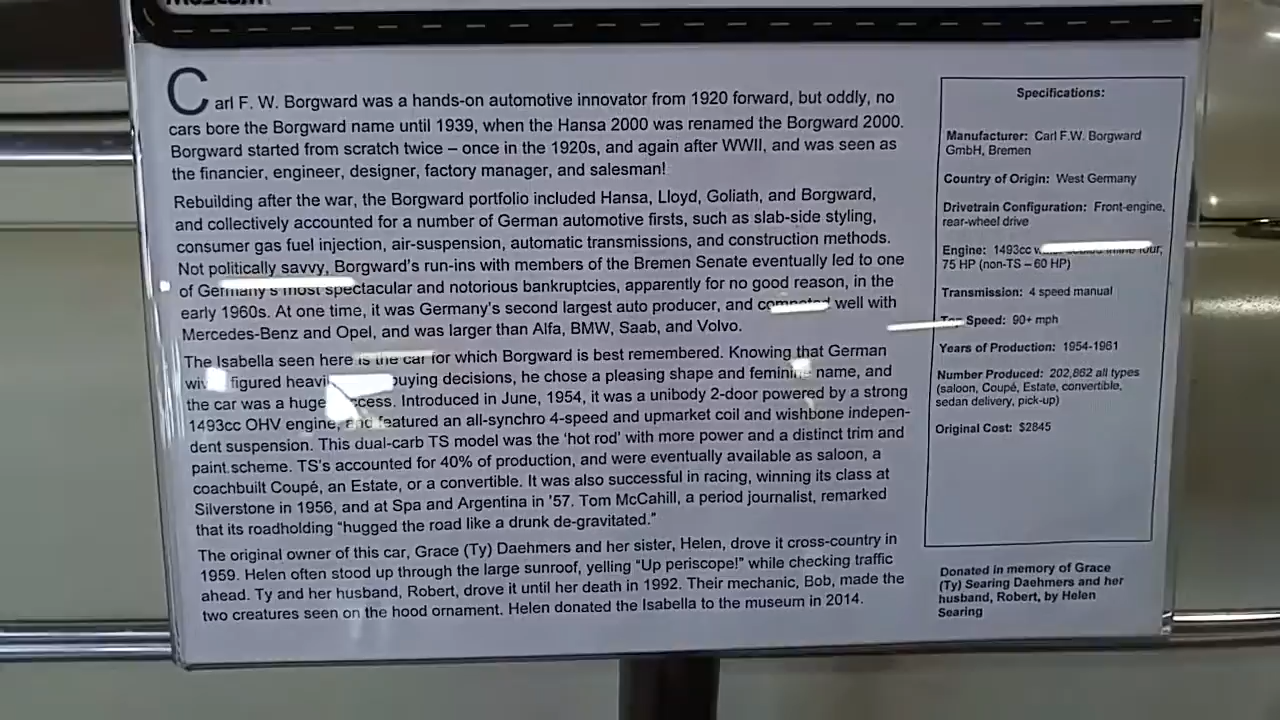 Museum
Carl F. W. Borgward was a hands-on automotive innovator from 1920 forward, but oddly, no
cars bore the Borgward name until 1939, when the Hansa 2000 was renamed the Borgward 2000.
Borgward started from scratch twice – once in the 1920s, and again after WWII, and was seen as
the financier, engineer, designer, factory manager, and salesman!
Rebuilding after the war, the Borgward portfolio included Hansa, Lloyd, Goliath, and Borgward,
and collectively accounted for a number of German automotive firsts, such as slab-side styling,
consumer gas fuel injection, air-suspension, automatic transmissions, and construction methods.
Not politically savvy, Borgward's run-ins with members of the Bremen Senate eventually led to one
of Germany's most spectacular and notorious bankruptcies, apparently for no good reason, in the
early 1960s. At one time, it was Germany's second largest auto producer, and competed well with
Mercedes-Benz and Opel, and was larger than Alfa, BMW, Saab, and Volvo.
The Isabella seen here is the car for which Borgward is best remembered. Knowing that German
figured buying decisions, he chose a pleasing shape and feminine name, and
the car was a huge success. Introduced in June, 1954, it was a unibody 2-door powered by a strong
1493cc OHV engine, and featured an all-synchro 4-speed and upmarket coil and wishbone indepen-
dent suspension. This dual-carb TS model was the 'hot rod' with more power and a distinct trim and
paint scheme. TS's accounted for 40% of production, and were eventually available as saloon, a
coachbuilt Coupé, an Estate, or a convertible. It was also successful in racing, winning its class at
Silverstone in 1956, and at Spa and Argentina in '57. Tom McCahill, a period journalist, remarked
that its roadholding "hugged the road like a drunk de-gravitated."
The original owner of this car, Grace (Ty) Daehmers and her sister, Helen, drove it cross-country in
1959. Helen often stood up through the large sunroof, yelling "Up periscope!" while checking traffic
ahead. Ty and her husband, Robert, drove it until her death in 1992. Their mechanic, Bob, made the
two creatures seen on the hood ornament. Helen donated the Isabella to the museum in 2014.
Specifications:
Manufacturer: Carl F.W. Borgward
GmbH, Bremen
Country of Origin: West Germany
Drivetrain Configuration: Front-engine,
rear-wheel drive
Engine: 1493cc four,
75 HP (non-TS – 60 HP)
Transmission: 4 speed manual
Top Speed: 90+ mph
Years of Production: 1954-1961
Number Produced: 202,862 all types
(saloon, Coupé, Estate, convertible,
sedan delivery, pick-up)
Original Cost: $2845
Donated in memory of Grace
(Ty) Searing Daehmers and her
husband, Robert, by Helen
Searing